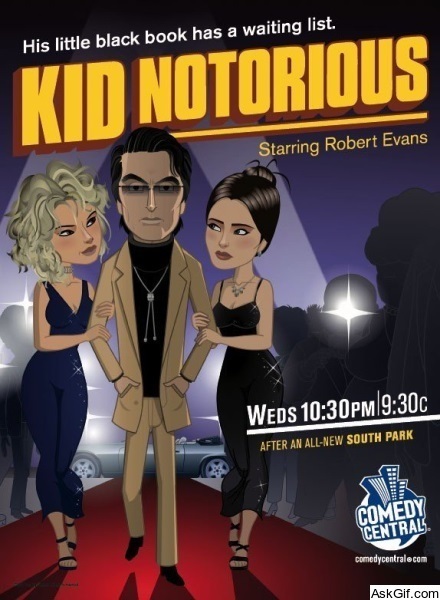 His little black book has a waiting list.
KID NOTORIOUS
Starring Robert Evans
WEDS 10:30PM|9:30C
AFTER AN ALL-NEW SOUTH PARK
COMEDY
CENTRAL
comedycentral.com
AskGif.com